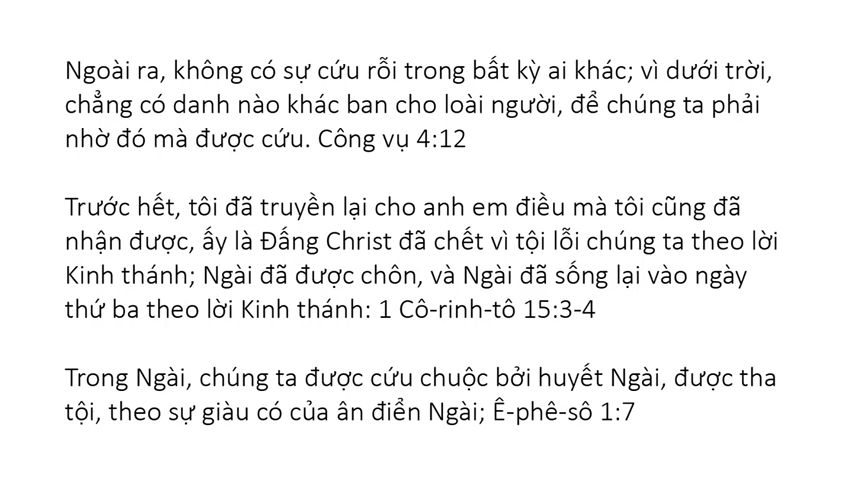 Ngoài ra, không có sự cứu rỗi trong bất kỳ ai khác; vì dưới trời,
chẳng có danh nào khác ban cho loài người, để chúng ta phải
nhờ đó mà được cứu. Công vụ 4:12
Trước hết, tôi đã truyền lại cho anh em điều mà tôi cũng đã
nhận được, ấy là Đấng Christ đã chết vì tội lỗi chúng ta theo lời
Kinh thánh; Ngài đã được chôn, và Ngài đã sống lại vào ngày
thứ ba theo lời Kinh thánh: 1 Cô-rinh-tô 15:3-4
Trong Ngài, chúng ta được cứu chuộc bởi huyết Ngài, được tha
tội, theo sự giàu có của ân điển Ngài; Ê-phê-sô 1:7